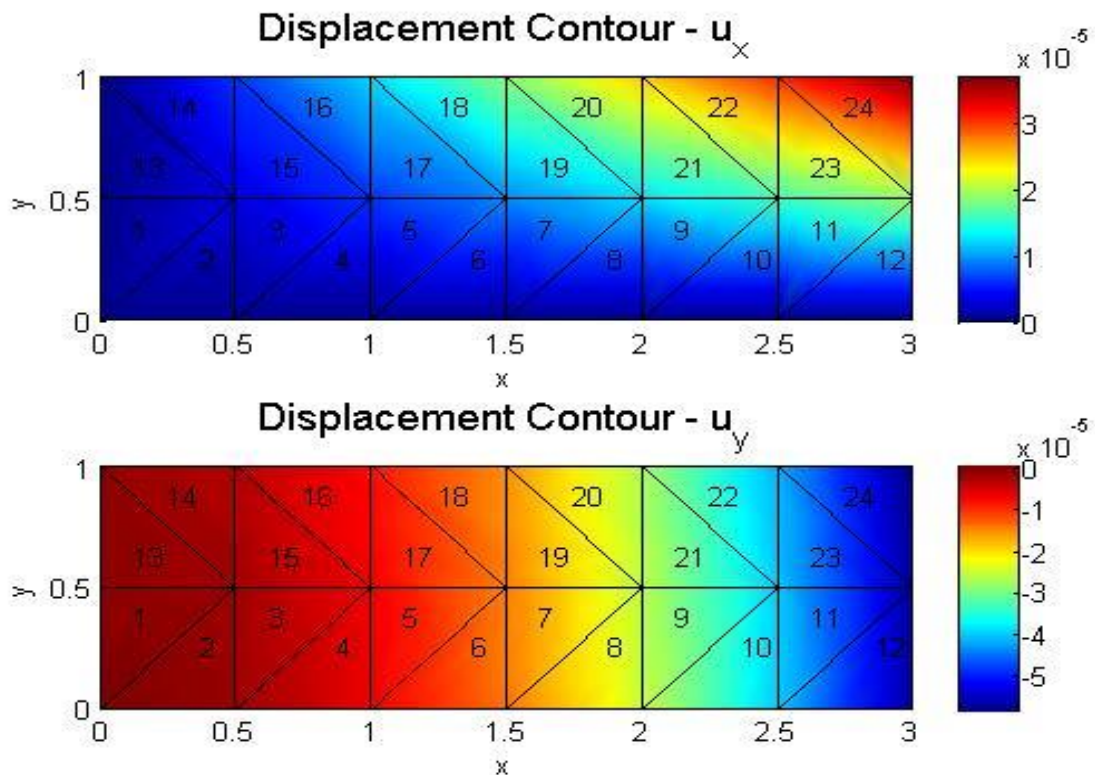 Displacement Contour - u_x
x 10^-5
1
14 16 18 20 22 24
3
13 15 17 19 21 23
2
y
0.5
1 3 5 7 9 11
1
2 4 6 8 10 12
0
0
0 0.5 1 1.5 2 2.5 3
x
Displacement Contour - u_y
x 10^-5
1
0
14 16 18 20 22 24
-1
13 15 17 19 21 23
-2
y
0.5
-3
1 3 5 7 9 11
-4
2 4 6 8 10 12
-5
0
0 0.5 1 1.5 2 2.5 3
x